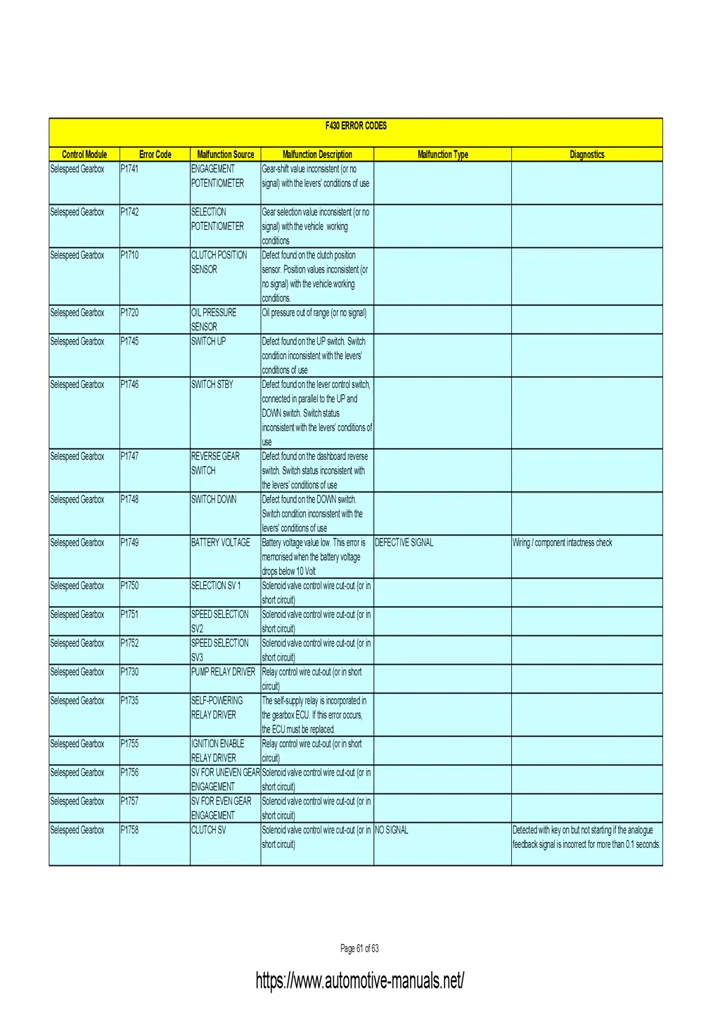 F430 ERROR CODES
Control Module Error Code Malfunction Source Malfunction Description Malfunction Type Diagnostics
Selespeed Gearbox P1741 ENGAGEMENT Gear-shift value inconsistent (or no
POTENTIOMETER signal) with the levers' conditions of use
Selespeed Gearbox P1742 SELECTION Gear selection value inconsistent (or no
POTENTIOMETER signal) with the vehicle working
conditions
Selespeed Gearbox P1710 CLUTCH POSITION Defect found on the clutch position
SENSOR sensor. Position values inconsistent (or
no signal) with the vehicle working
conditions.
Selespeed Gearbox P1720 OIL PRESSURE Oil pressure out of range (or no signal)
SENSOR
Selespeed Gearbox P1745 SWITCH UP Defect found on the UP switch. Switch
condition inconsistent with the levers'
conditions of use
Selespeed Gearbox P1746 SWITCH STBY Defect found on the lever control switch,
connected in parallel to the UP and
DOWN switch. Switch status
inconsistent with the levers' conditions of
use
Selespeed Gearbox P1747 REVERSE GEAR Defect found on the dashboard reverse
SWITCH switch. Switch status inconsistent with
the levers' conditions of use
Selespeed Gearbox P1748 SWITCH DOWN Defect found on the DOWN switch.
Switch condition inconsistent with the
levers' conditions of use
Selespeed Gearbox P1749 BATTERY VOLTAGE Battery voltage value low. This error is DEFECTIVE SIGNAL Wiring / component intactness check
memorised when the battery voltage
drops below 10 Volt
Selespeed Gearbox P1750 SELECTION SV 1 Solenoid valve control wire cut-out (or in
short circuit)
Selespeed Gearbox P1751 SPEED SELECTION Solenoid valve control wire cut-out (or in
SV2 short circuit)
Selespeed Gearbox P1752 SPEED SELECTION Solenoid valve control wire cut-out (or in
SV3 short circuit)
Selespeed Gearbox P1730 PUMP RELAY DRIVER Relay control wire cut-out (or in short
circuit)
Selespeed Gearbox P1735 SELF-POWERING The self-supply relay is incorporated in
RELAY DRIVER the gearbox ECU. If this error occurs,
the ECU must be replaced.
Selespeed Gearbox P1755 IGNITION ENABLE Relay control wire cut-out (or in short
RELAY DRIVER circuit)
Selespeed Gearbox P1756 SV FOR UNEVEN GEAR Solenoid valve control wire cut-out (or in
ENGAGEMENT short circuit)
Selespeed Gearbox P1757 SV FOR EVEN GEAR Solenoid valve control wire cut-out (or in
ENGAGEMENT short circuit)
Selespeed Gearbox P1758 CLUTCH SV Solenoid valve control wire cut-out (or in NO SIGNAL Detected with key on but not starting if the analogue
short circuit) feedback signal is incorrect for more than 0.1 seconds.
Page 61 of 63
https://www.automotive-manuals.net/